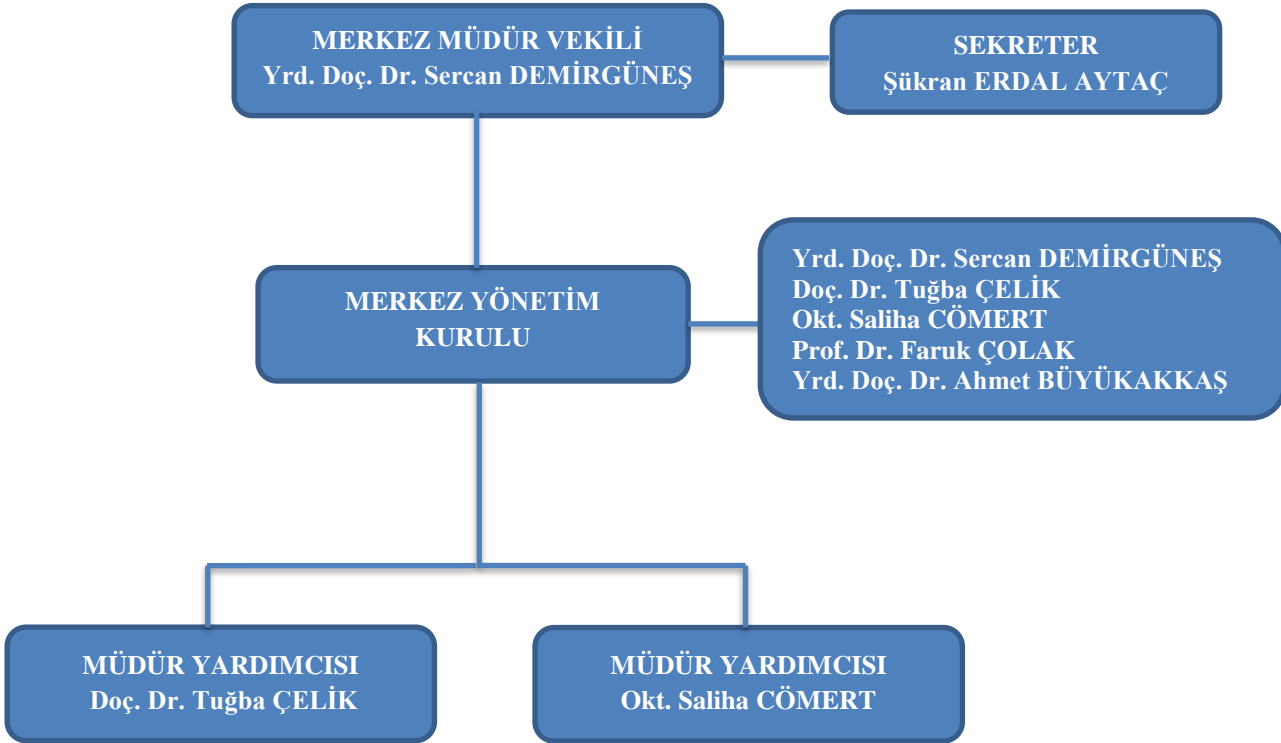 MERKEZ MÜDÜR VEKİLİ
Yrd. Doç. Dr. Sercan DEMİRGÜNEŞ
SEKRETER
Şükran ERDAL AYTAÇ
MERKEZ YÖNETİM
KURULU
Yrd. Doç. Dr. Sercan DEMİRGÜNEŞ
Doç. Dr. Tuğba ÇELİK
Okt. Saliha CÖMERT
Prof. Dr. Faruk ÇOLAK
Yrd. Doç. Dr. Ahmet BÜYÜKAKKAŞ
MÜDÜR YARDIMCISI
Doç. Dr. Tuğba ÇELİK
MÜDÜR YARDIMCISI
Okt. Saliha CÖMERT